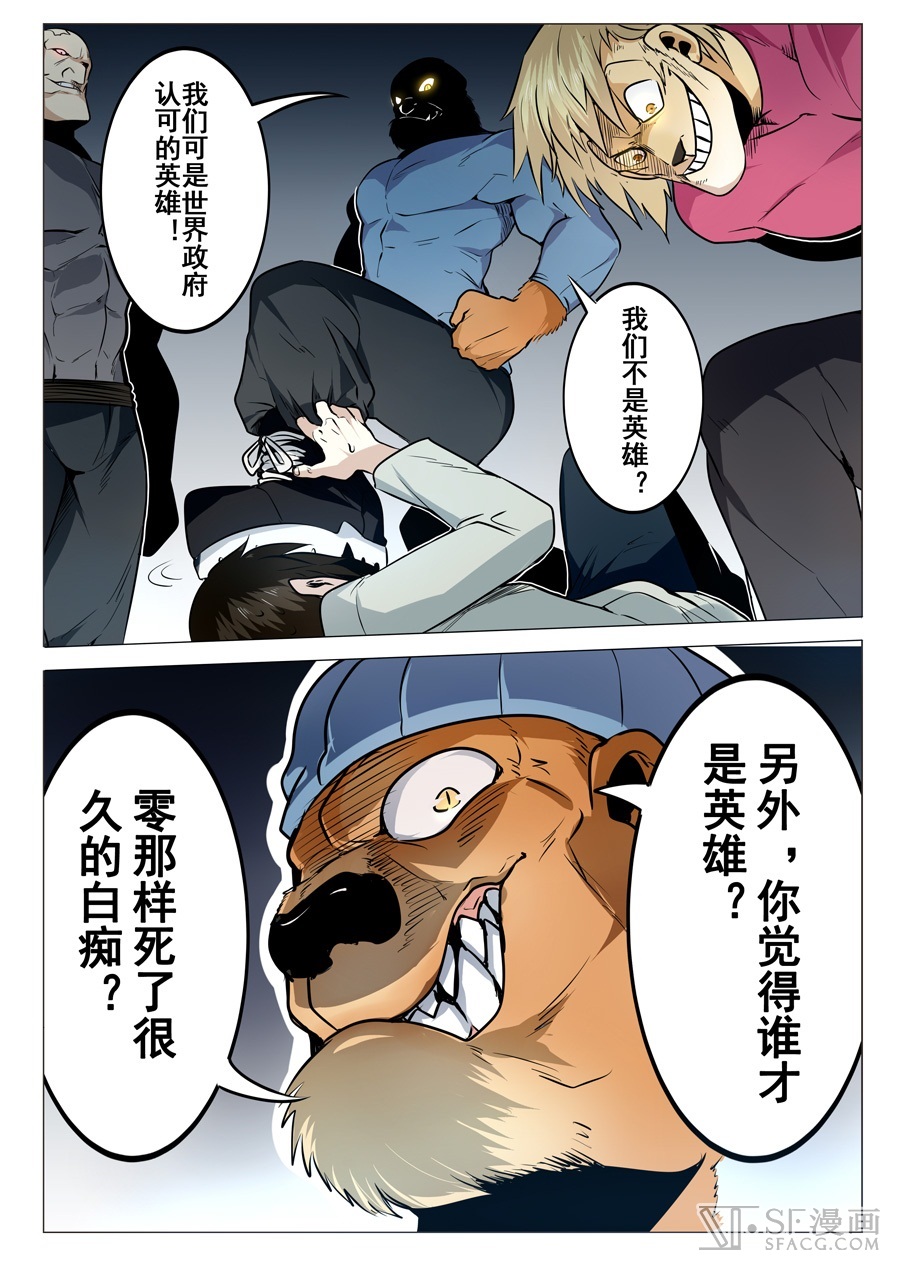 我们不是英雄？
我们可是世界政府
认可的英雄！
另外，你觉得谁才
是英雄？
零那样死了很
久的白痴？
SF漫画
SFACG.COM